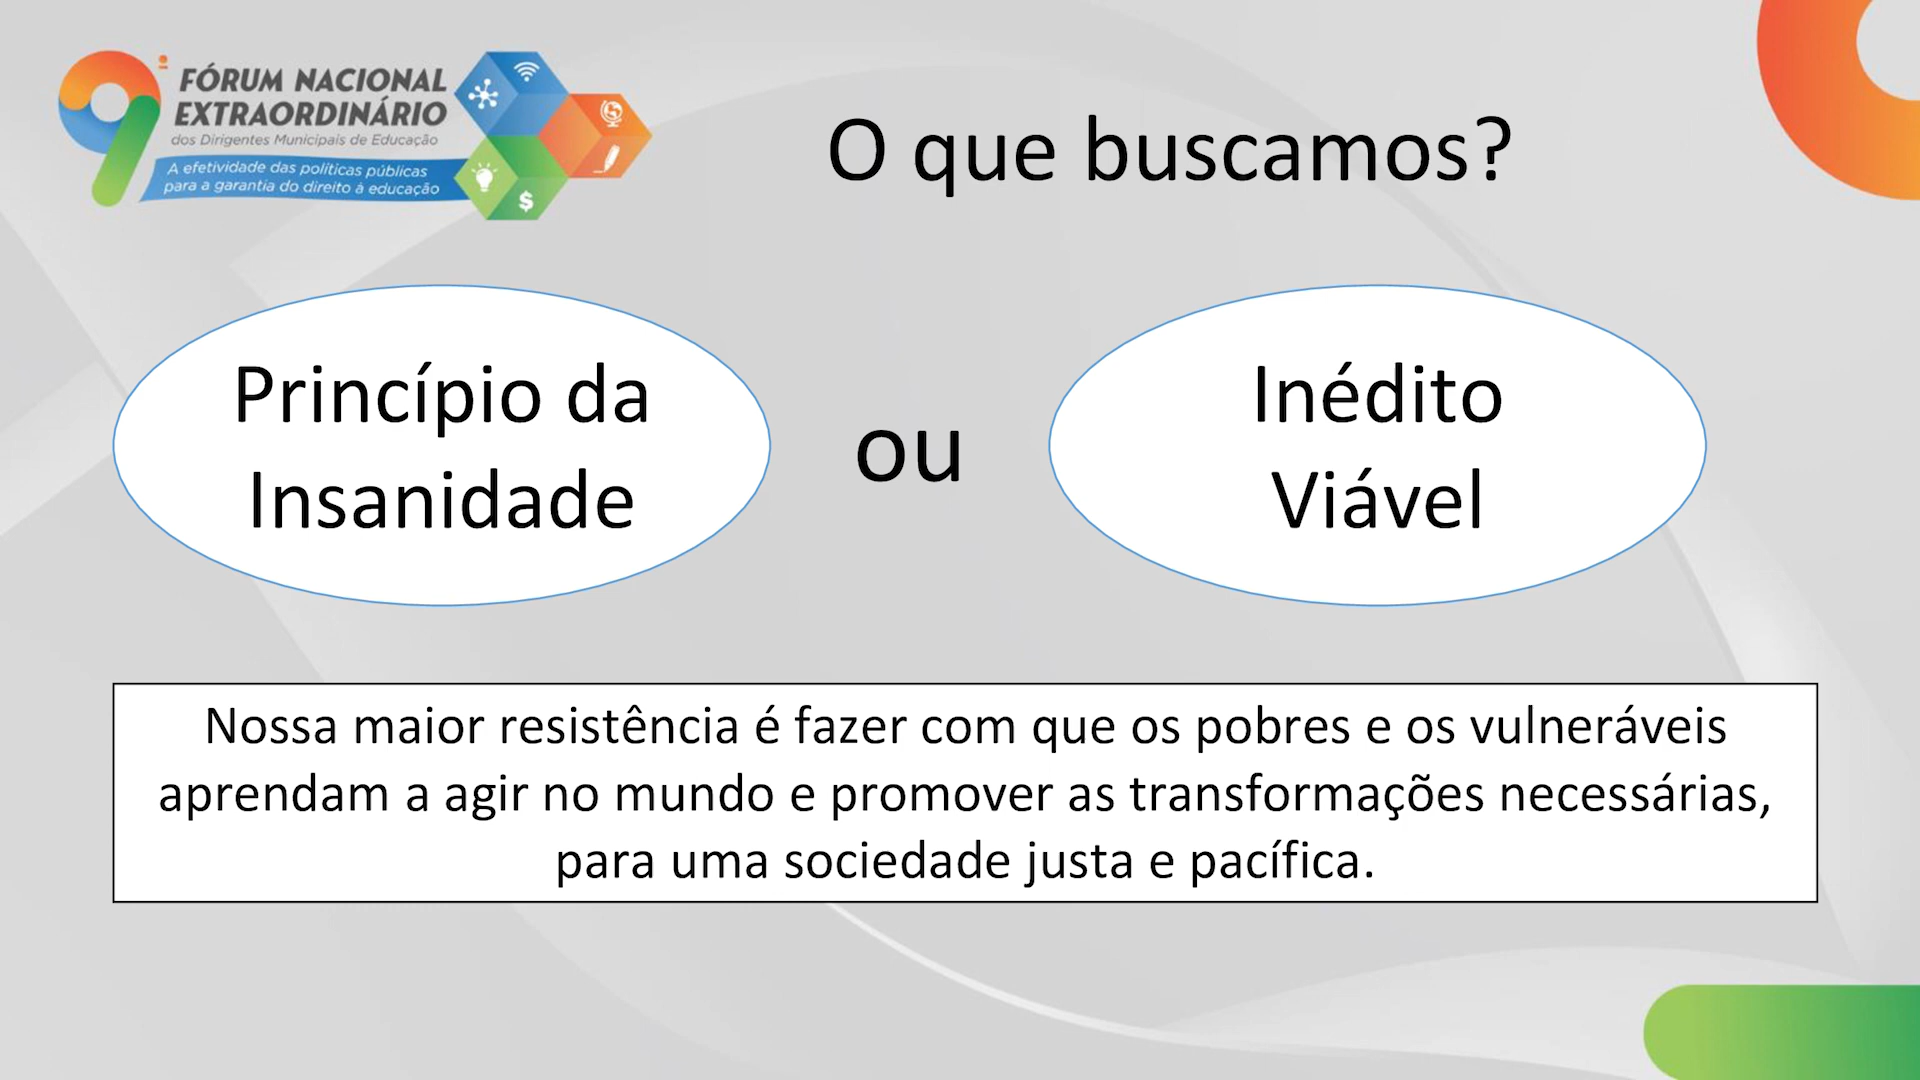 9º
FÓRUM NACIONAL
EXTRAORDINÁRIO
dos Dirigentes Municipais de Educação
A efetividade das políticas públicas
para a garantia do direito à educação
$
O que buscamos?
Princípio da
Insanidade
ou
Inédito
Viável
Nossa maior resistência é fazer com que os pobres e os vulneráveis
aprendam a agir no mundo e promover as transformações necessárias,
para uma sociedade justa e pacífica.